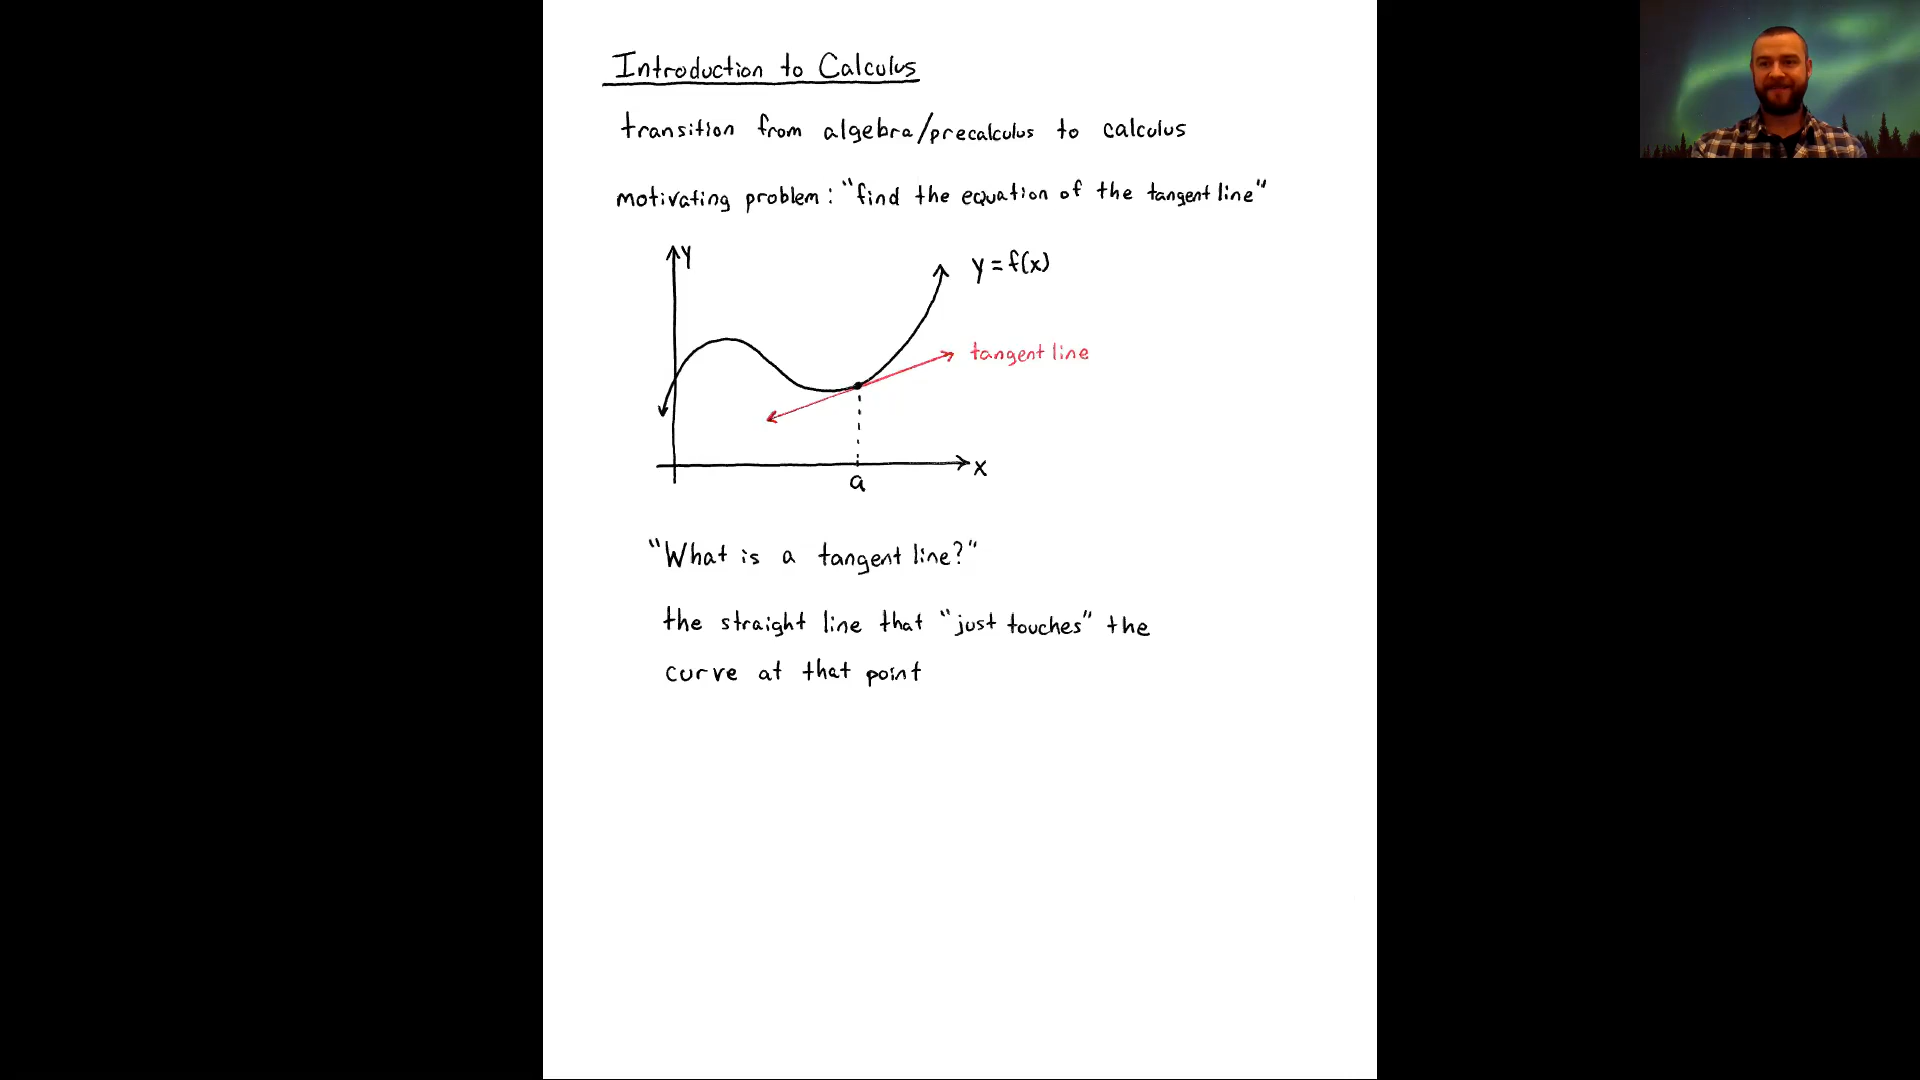 Introduction to Calculus
transition from algebra/precalculus to calculus
motivating problem: "find the equation of the tangent line"
y
y=f(x)
tangent line
x
a
"What is a tangent line?"
the straight line that "just touches" the
curve at that point